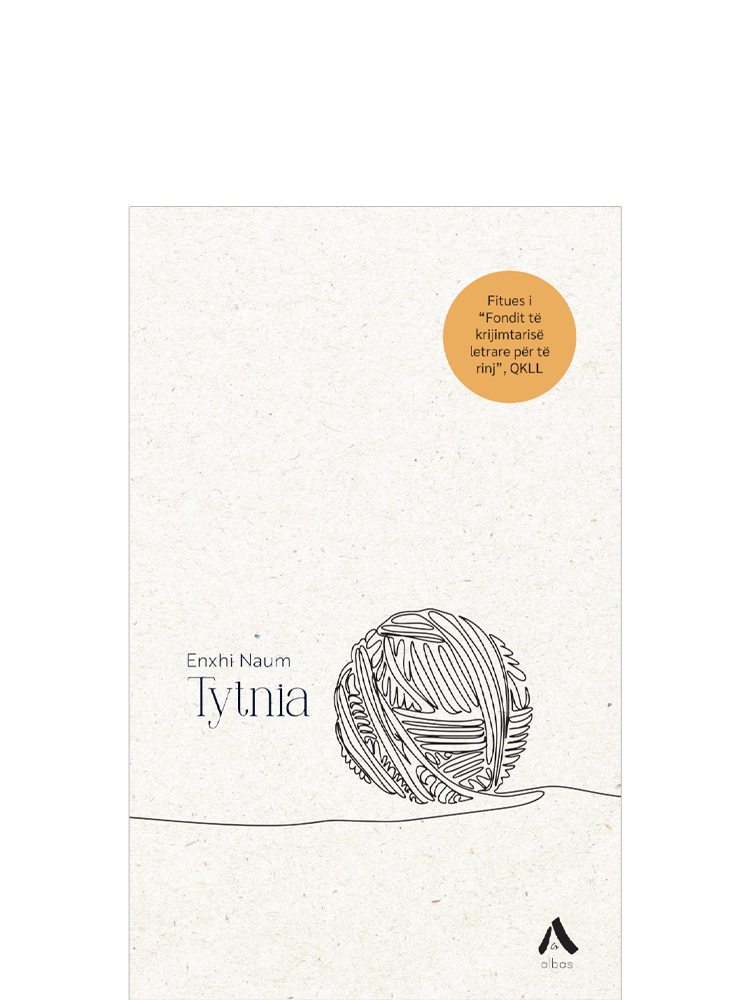 Fitues i
“Fondit të
krijimtarisë
letrare për të
rinj”, QKLL
Enxhi Naum
Tytnia
a
albas